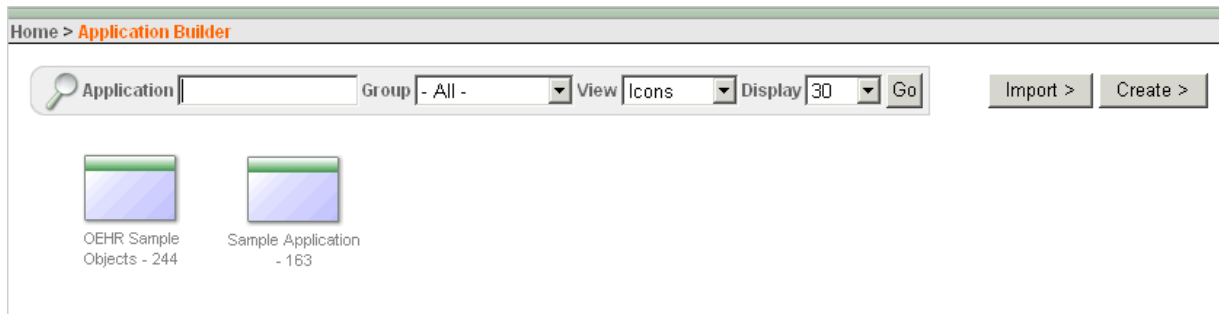 Home > Application Builder
Application Group - All - View Icons Display 30 Go Import > Create >
OEHR Sample
Objects - 244
Sample Application
- 163